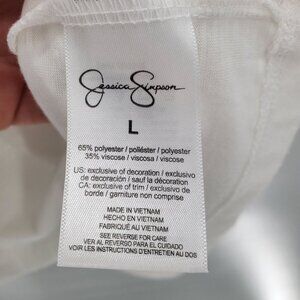 Jessica Simpson
L
65% polyester / poliéster / polyester
35% viscose / viscosa / viscose
US: exclusive of decoration / exclusivo
de decoración / sauf la décoration
CA: exclusive of trim / exclusivo de
borde / garniture non comprise
MADE IN VIETNAM
HECHO EN VIETNAM
FABRIQUÉ AU VIETNAM
SEE REVERSE FOR CARE
VER AL REVERSO PARA EL CUIDADO
VOIR LES INSTRUCTIONS D'ENTRETIEN AU DOS